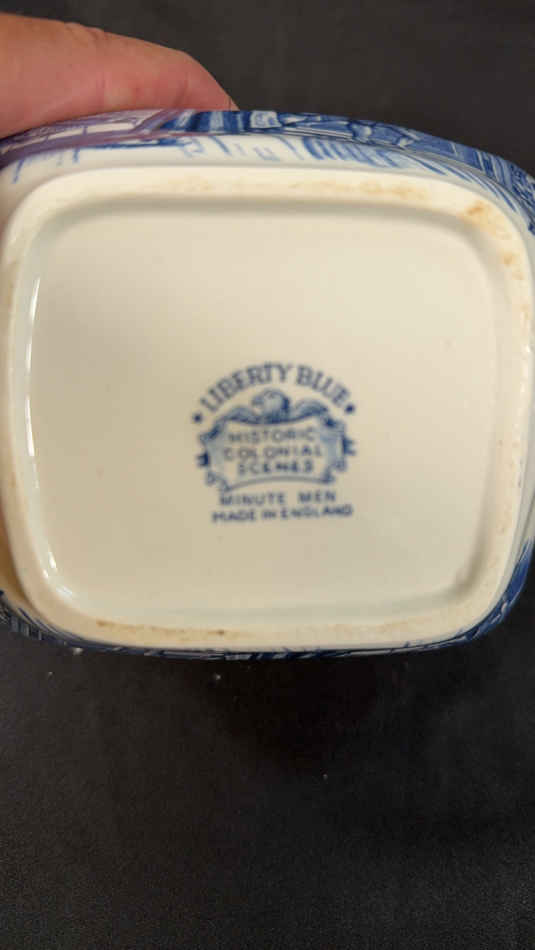 LIBERTY BLUE
HISTORIC
COLONIAL
SCENES
MINUTE MEN
MADE IN ENGLAND